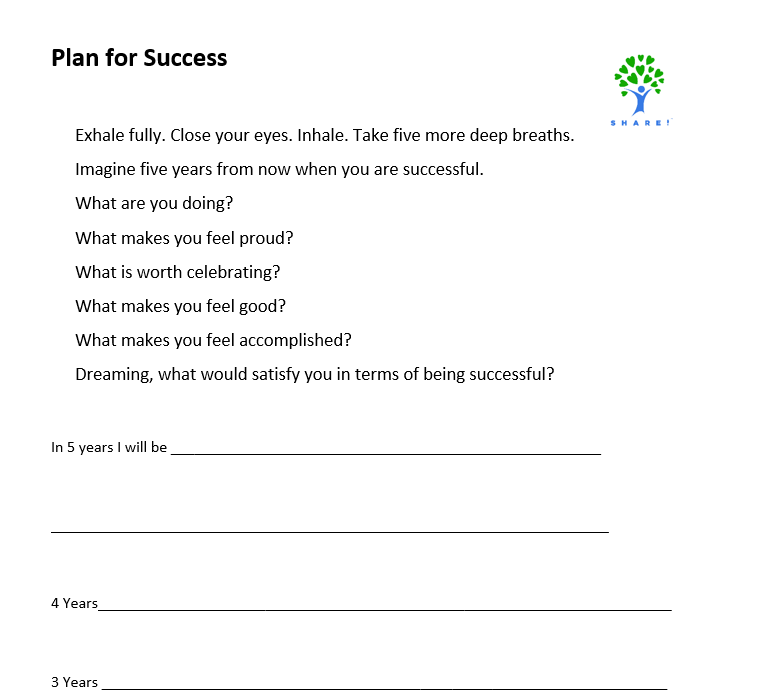 Plan for Success
SHARE!
Exhale fully. Close your eyes. Inhale. Take five more deep breaths.
Imagine five years from now when you are successful.
What are you doing?
What makes you feel proud?
What is worth celebrating?
What makes you feel good?
What makes you feel accomplished?
Dreaming, what would satisfy you in terms of being successful?
In 5 years I will be
4 Years
3 Years